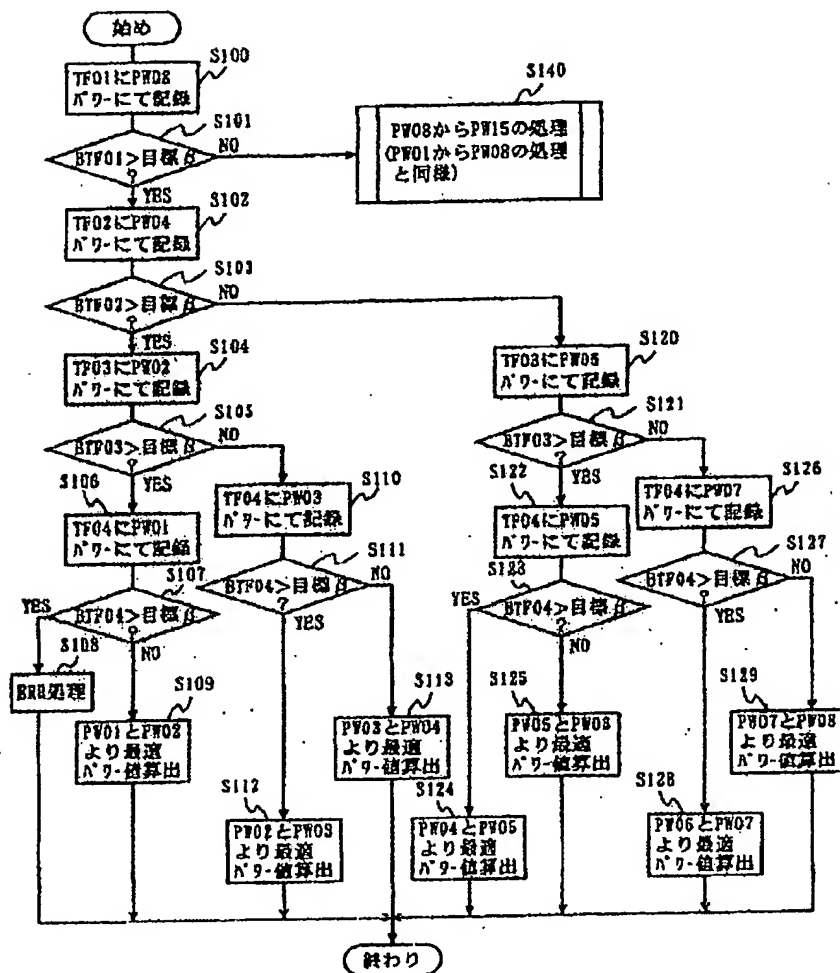 始め
S100
TF01にPW08
パワーにて記録
S101
BTF01>目標β
?
NO
YES
S140
PW08からPW15の処理
(PW01からPW08の処理
と同様)
S102
TF02にPW04
パワーにて記録
S103
BTF02>目標β
?
NO
YES
S104
TF03にPW02
パワーにて記録
S105
BTF03>目標β
?
NO
YES
S106
TF04にPW01
パワーにて記録
S107
BTF04>目標β
?
YES
NO
S108
ERR処理
S109
PW01とPW02
より最適
パワー値算出
S110
TF04にPW03
パワーにて記録
S111
BTF04>目標β
?
NO
YES
S112
PW02とPW03
より最適
パワー値算出
S113
PW03とPW04
より最適
パワー値算出
S120
TF03にPW06
パワーにて記録
S121
BTF03>目標β
?
NO
YES
S122
TF04にPW05
パワーにて記録
S123
BTF04>目標β
?
YES
NO
S124
PW04とPW05
より最適
パワー値算出
S125
PW05とPW06
より最適
パワー値算出
S126
TF04にPW07
パワーにて記録
S127
BTF04>目標β
?
NO
YES
S128
PW06とPW07
より最適
パワー値算出
S129
PW07とPW08
より最適
パワー値算出
終わり